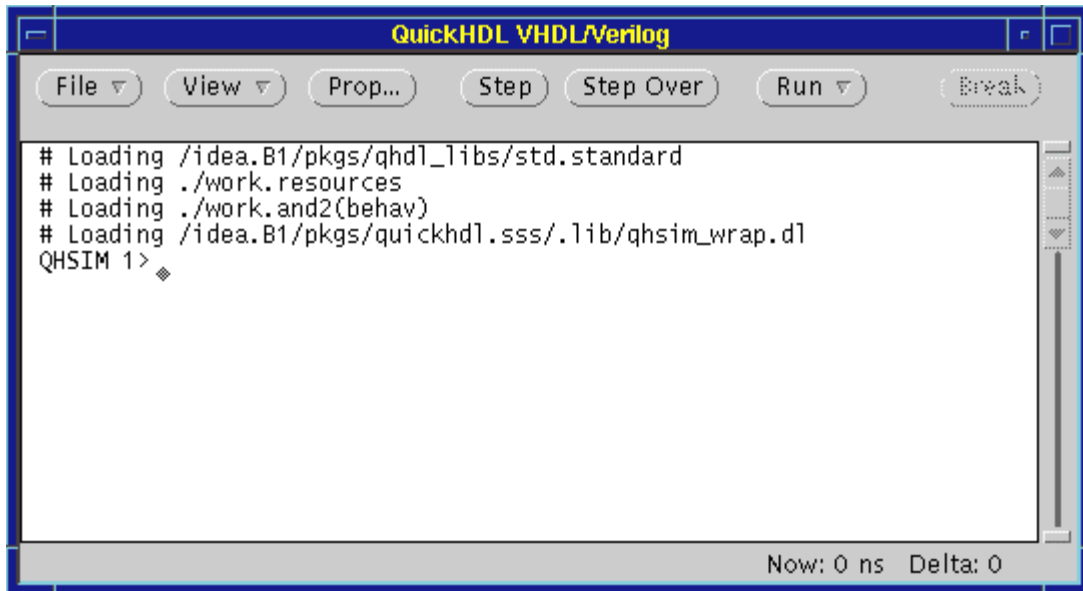 QuickHDL VHDL/Verilog
File View Prop... Step Step Over Run Break
# Loading /idea.B1/pkgs/qhdl_libs/std.standard
# Loading ./work.resources
# Loading ./work.and2(behav)
# Loading /idea.B1/pkgs/quickhdl.sss/.lib/qhsim_wrap.dl
QHSIM 1>
Now: 0 ns Delta: 0